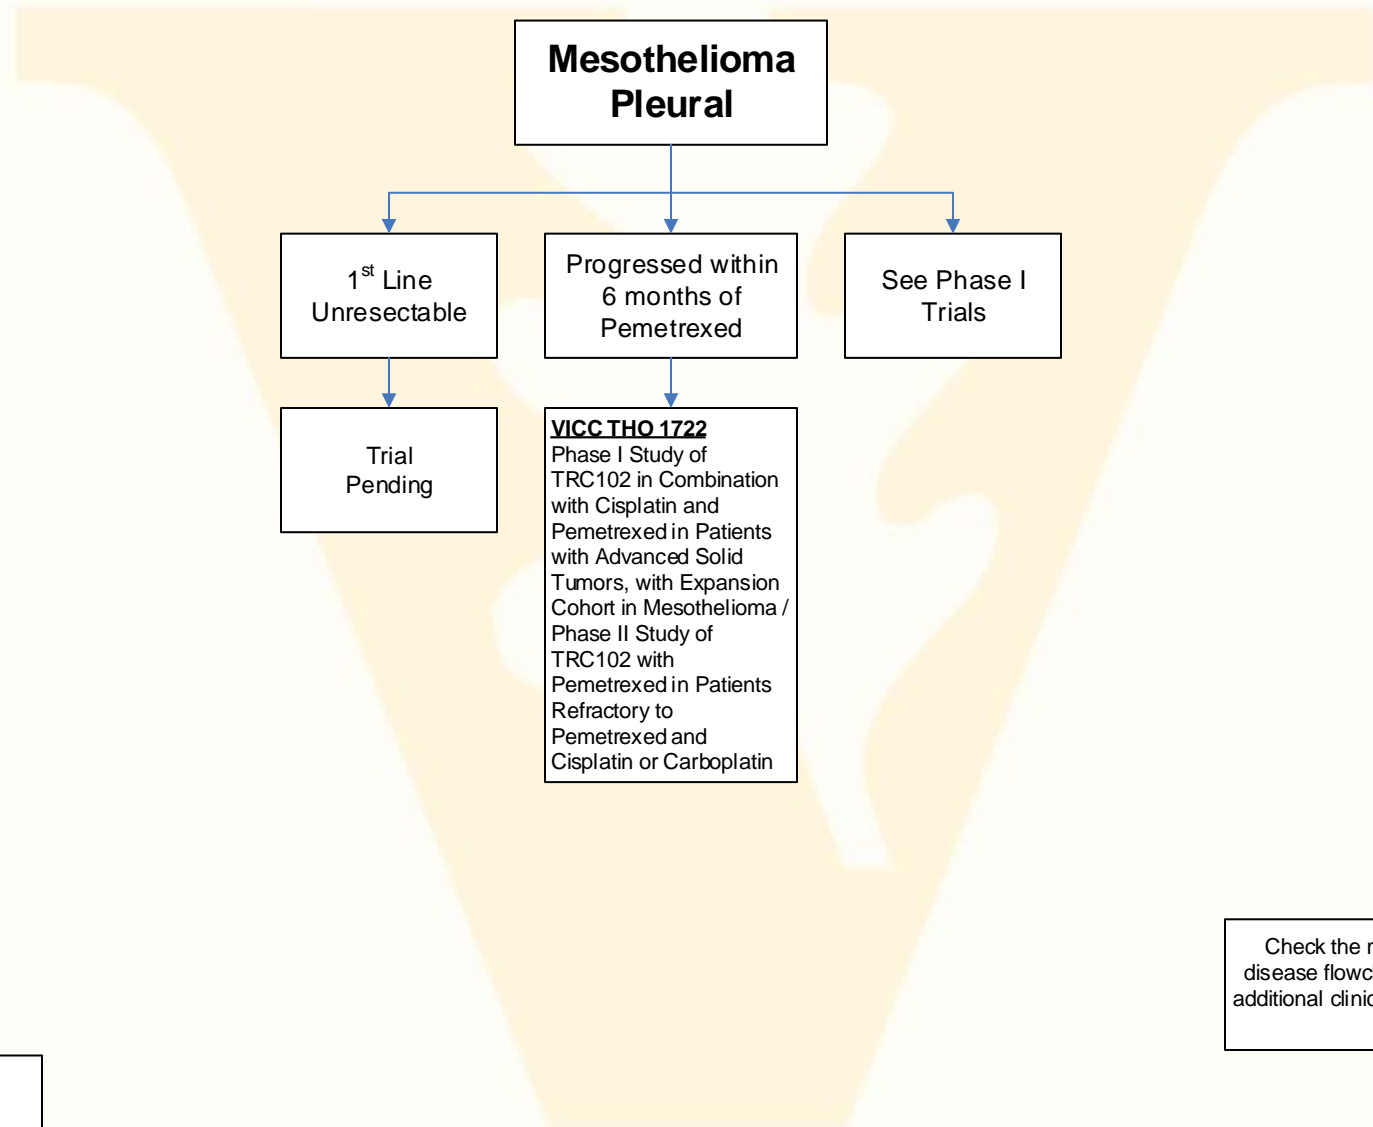 Mesothelioma
Pleural
1st Line
Unresectable
Progressed within
6 months of
Pemetrexed
See Phase I
Trials
Trial
Pending
VICC THO 1722
Phase I Study of
TRC102 in Combination
with Cisplatin and
Pemetrexed in Patients
with Advanced Solid
Tumors, with Expansion
Cohort in Mesothelioma /
Phase II Study of
TRC102 with
Pemetrexed in Patients
Refractory to
Pemetrexed and
Cisplatin or Carboplatin
Check the
disease
additional